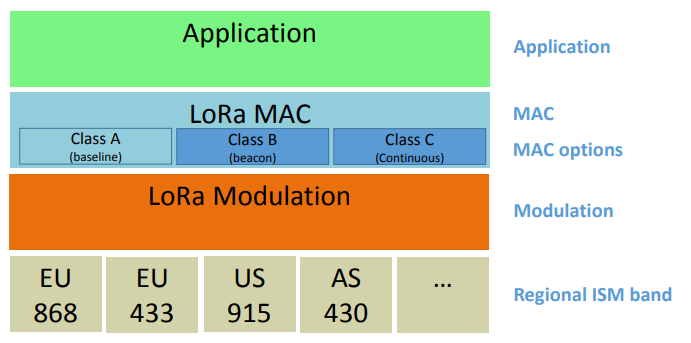 Application
Application
LoRa MAC
MAC
Class A
(baseline)
Class B
(beacon)
Class C
(Continuous)
MAC options
LoRa Modulation
Modulation
EU
868
EU
433
US
915
AS
430
...
Regional ISM band